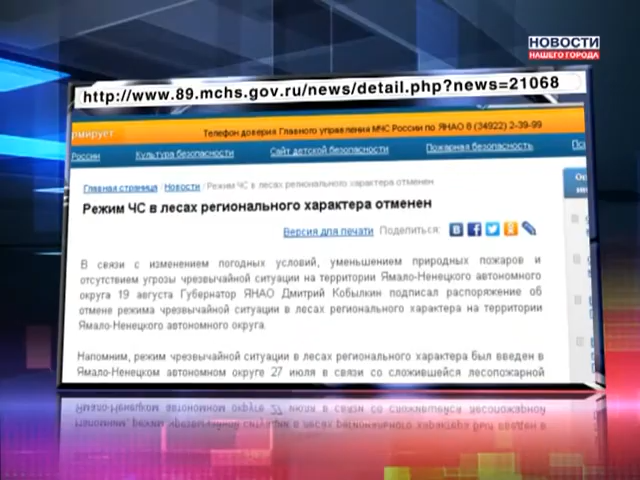 НОВОСТИ
НАШЕГО ГОРОДА
http://www.89.mchs.gov.ru/news/detail.php?news=21068
рмирует Телефон доверия Главного управления МЧС России по ЯНАО 8 (34922) 2-39-99
России Культура безопасности Сайт детской безопасности Пожарная безопасность
Главная страница / Новости / Режим ЧС в лесах регионального характера отменен
Режим ЧС в лесах регионального характера отменен
Версия для печати Поделиться:
В связи с изменением погодных условий, уменьшением природных пожаров и
отсутствием угрозы чрезвычайной ситуации на территории Ямало-Ненецкого автономного
округа 19 августа Губернатор ЯНАО Дмитрий Кобылкин подписал распоряжение об
отмене режима чрезвычайной ситуации в лесах регионального характера на территории
Ямало-Ненецкого автономного округа.
Напомним, режим чрезвычайной ситуации в лесах регионального характера был введен в
Ямало-Ненецком автономном округе 27 июля в связи со сложившейся лесопожарной